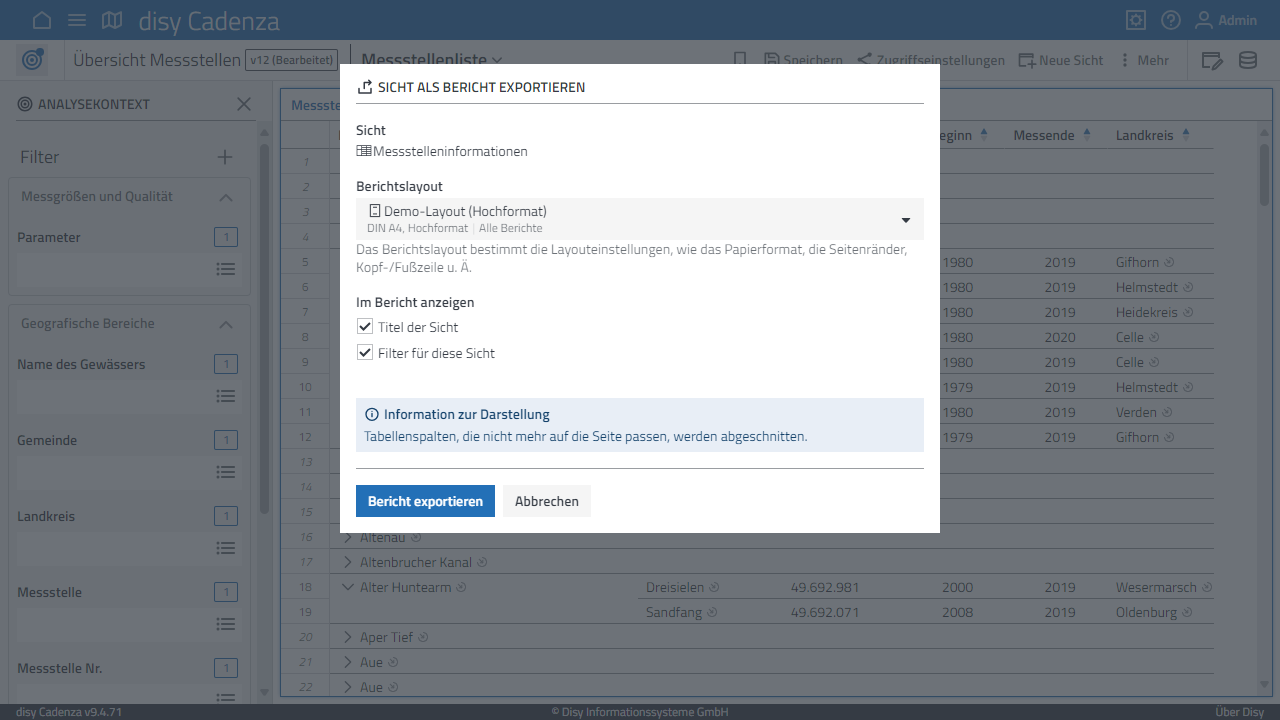 disy Cadenza
Admin
Übersicht Messstellen v12 (Bearbeitet) Messstellenliste
Speichern Zugriffseinstellungen Neue Sicht Mehr
ANALYSEKONTEXT
Filter
Messgrößen und Qualität
Parameter 1
Geografische Bereiche
Name des Gewässers 1
Gemeinde 1
Landkreis 1
Messstelle 1
Messstelle Nr. 1
SICHT ALS BERICHT EXPORTIEREN
Sicht
Messstelleninformationen
Berichtslayout
Demo-Layout (Hochformat)
DIN A4, Hochformat | Alle Berichte
Das Berichtslayout bestimmt die Layouteinstellungen, wie das Papierformat, die Seitenränder,
Kopf-/Fußzeile u. Ä.
Im Bericht anzeigen
Titel der Sicht
Filter für diese Sicht
Information zur Darstellung
Tabellenspalten, die nicht mehr auf die Seite passen, werden abgeschnitten.
Bericht exportieren Abbrechen
Messende Landkreis
1
2
3
4
5 1980 2019 Gifhorn
6 1980 2019 Helmstedt
7 1980 2019 Heidekreis
8 1980 2020 Celle
9 1980 2019 Celle
10 1979 2019 Helmstedt
11 1980 2019 Verden
12 1979 2019 Gifhorn
13
14
15
16 Altenau
17 Altenbrucher Kanal
18 Alter Huntearm Dreisielen 49.692.981 2000 2019 Wesermarsch
19 Sandfang 49.692.071 2008 2019 Oldenburg
20 Aper Tief
21 Aue
22 Aue
disy Cadenza v9.4.71 © Disy Informationssysteme GmbH Über Disy